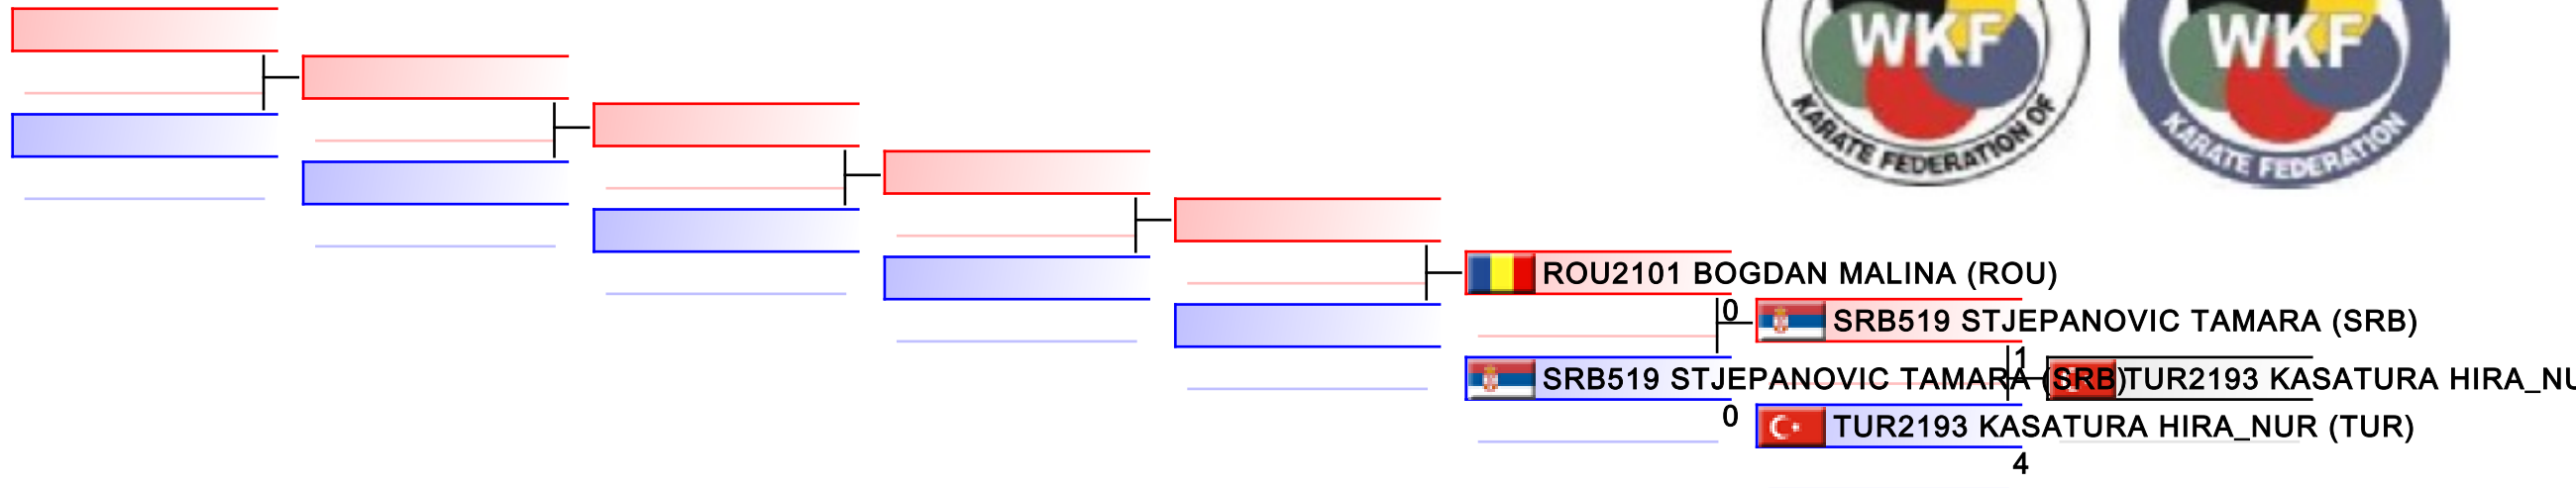 WKF
KARATE FEDERATION OF
WKF
KARATE FEDERATION
ROU2101 BOGDAN MALINA (ROU)
0
SRB519 STJEPANOVIC TAMARA (SRB)
1
SRB519 STJEPANOVIC TAMARA (SRB)
TUR2193 KASATURA HIRA_NU
0
TUR2193 KASATURA HIRA_NUR (TUR)
4